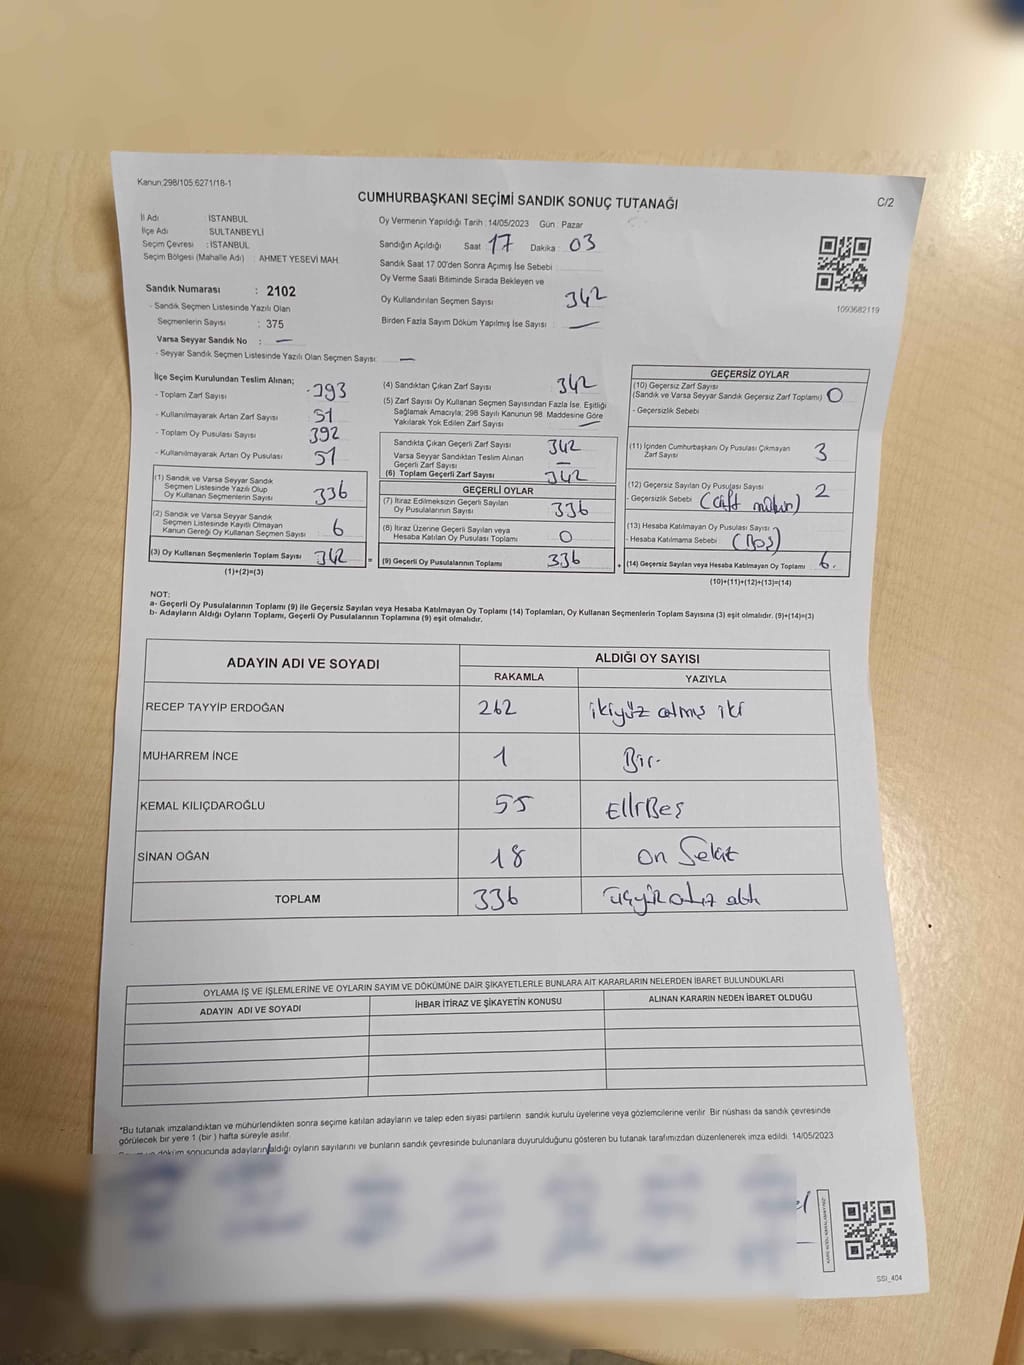 Kanun,298/105 6271/18-1
CUMHURBAŞKANI SEÇİMİ SANDIK SONUÇ TUTANAĞI
C/2
İl Adı İSTANBUL
İlçe Adı SULTANBEYLİ
Seçim Çevresi : İSTANBUL
Seçim Bölgesi (Mahalle Adı) : AHMET YESEVİ MAH.
Sandık Numarası : 2102
- Sandık Seçmen Listesinde Yazılı Olan
Seçmenlerin Sayısı : 375
Varsa Seyyar Sandık No : —
- Seyyar Sandık Seçmen Listesinde Yazılı Olan Seçmen Sayısı: —
Oy Vermenin Yapıldığı Tarih : 14/05/2023 Gün : Pazar
Sandığın Açıldığı Saat : 17 Dakika : 03
Sandık Saat 17.00'den Sonra Açılmış İse Sebebi
Oy Verme Saati Bitiminde Sırada Bekleyen ve
Oy Kullandırılan Seçmen Sayısı 342
Birden Fazla Sayım Döküm Yapılmış İse Sayısı : —
1093682119
İlçe Seçim Kurulundan Teslim Alınan;
- Toplam Zarf Sayısı 393
- Kullanılmayarak Artan Zarf Sayısı 51
- Toplam Oy Pusulası Sayısı 392
- Kullanılmayarak Artan Oy Pusulası 51
(1) Sandık ve Varsa Seyyar Sandık
Seçmen Listesinde Yazılı Olup
Oy Kullanan Seçmenlerin Sayısı 336
(2) Sandık ve Varsa Seyyar Sandık
Seçmen Listesinde Kayıtlı Olmayan
Kanun Gereği Oy Kullanan Seçmen Sayısı 6
(3) Oy Kullanan Seçmenlerin Toplam Sayısı 342
(1)+(2)=(3)
(4) Sandıktan Çıkan Zarf Sayısı 342
(5) Zarf Sayısı Oy Kullanan Seçmen Sayısından Fazla İse, Eşitliği
Sağlamak Amacıyla; 298 Sayılı Kanunun 98. Maddesine Göre
Yakılarak Yok Edilen Zarf Sayısı —
Sandıkta Çıkan Geçerli Zarf Sayısı 342
Varsa Seyyar Sandıktan Teslim Alınan
Geçerli Zarf Sayısı —
(6) Toplam Geçerli Zarf Sayısı 342
GEÇERLİ OYLAR
(7) İtiraz Edilmeksizin Geçerli Sayılan
Oy Pusulalarının Sayısı 336
(8) İtiraz Üzerine Geçerli Sayılan veya
Hesaba Katılan Oy Pusulası Toplamı 0
= (9) Geçerli Oy Pusulalarının Toplamı 336
GEÇERSİZ OYLAR
(10) Geçersiz Zarf Sayısı
(Sandık ve Varsa Seyyar Sandık Geçersiz Zarf Toplamı) 0
- Geçersizlik Sebebi
(11) İçinden Cumhurbaşkanı Oy Pusulası Çıkmayan
Zarf Sayısı 3
(12) Geçersiz Sayılan Oy Pusulası Sayısı 2
- Geçersizlik Sebebi (Çift mühür)
(13) Hesaba Katılmayan Oy Pusulası Sayısı
- Hesaba Katılmama Sebebi (Boş)
+ (14) Geçersiz Sayılan veya Hesaba Katılmayan Oy Toplamı 6.
(10)+(11)+(12)+(13)=(14)
NOT:
a- Geçerli Oy Pusulalarının Toplamı (9) ile Geçersiz Sayılan veya Hesaba Katılmayan Oy Toplamı (14) Toplamları, Oy Kullanan Seçmenlerin Toplam Sayısına (3) eşit olmalıdır. (9)+(14)=(3)
b- Adayların Aldığı Oyların Toplamı, Geçerli Oy Pusulalarının Toplamına (9) eşit olmalıdır.
ADAYIN ADI VE SOYADI ALDIĞI OY SAYISI
RAKAMLA YAZIYLA
RECEP TAYYİP ERDOĞAN 262 ikiyüz atmış iki
MUHARREM İNCE 1 Bir
KEMAL KILIÇDAROĞLU 55 ElliBeş
SİNAN OĞAN 18 on Sekiz
TOPLAM 336 üçyüz otuz altı
OYLAMA İŞ VE İŞLEMLERİNE VE OYLARIN SAYIM VE DÖKÜMÜNE DAİR ŞİKAYETLERLE BUNLARA AİT KARARLARIN NELERDEN İBARET BULUNDUKLARI
ADAYIN ADI VE SOYADI İHBAR İTİRAZ VE ŞİKAYETİN KONUSU ALINAN KARARIN NEDEN İBARET OLDUĞU
*Bu tutanak imzalandıktan ve mühürlendikten sonra seçime katılan adayların ve talep eden siyasi partilerin sandık kurulu üyelerine veya gözlemcilerine verilir. Bir nüshası da sandık çevresinde
görülecek bir yere 1 (bir) hafta süreyle asılır.
döküm sonucunda adayların aldığı oyların sayılarını ve bunların sandık çevresinde bulunanlara duyurulduğunu gösteren bu tutanak tarafımızdan düzenlenerek imza edildi. 14/05/2023
SSI_404